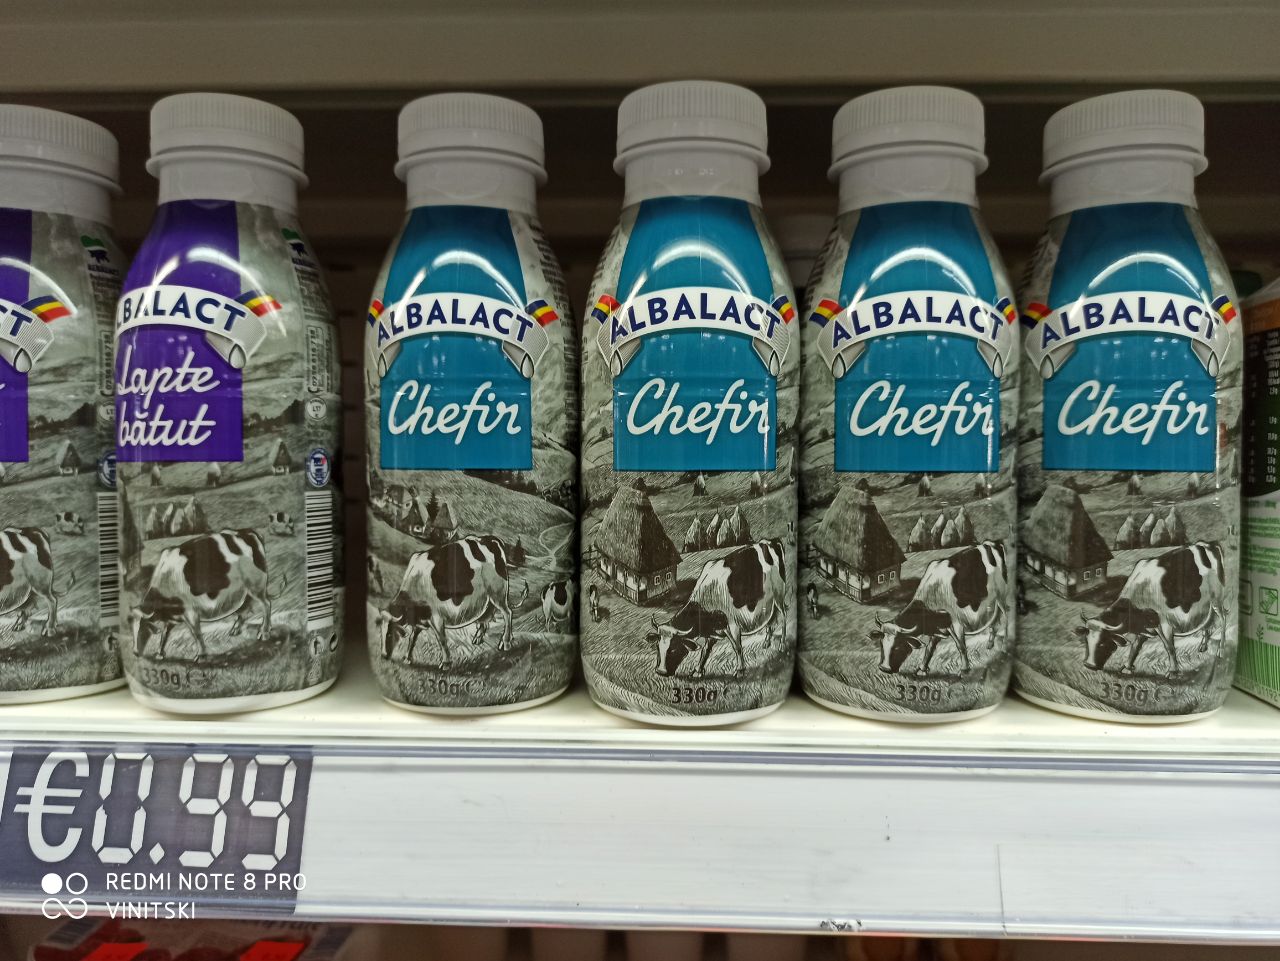 ALBALACT
Lapte
bătut
330g
ALBALACT
Chefir
330g
ALBALACT
Chefir
330g
ALBALACT
Chefir
330g
ALBALACT
Chefir
330g
€0.99
REDMI NOTE 8 PRO
VINITSKI